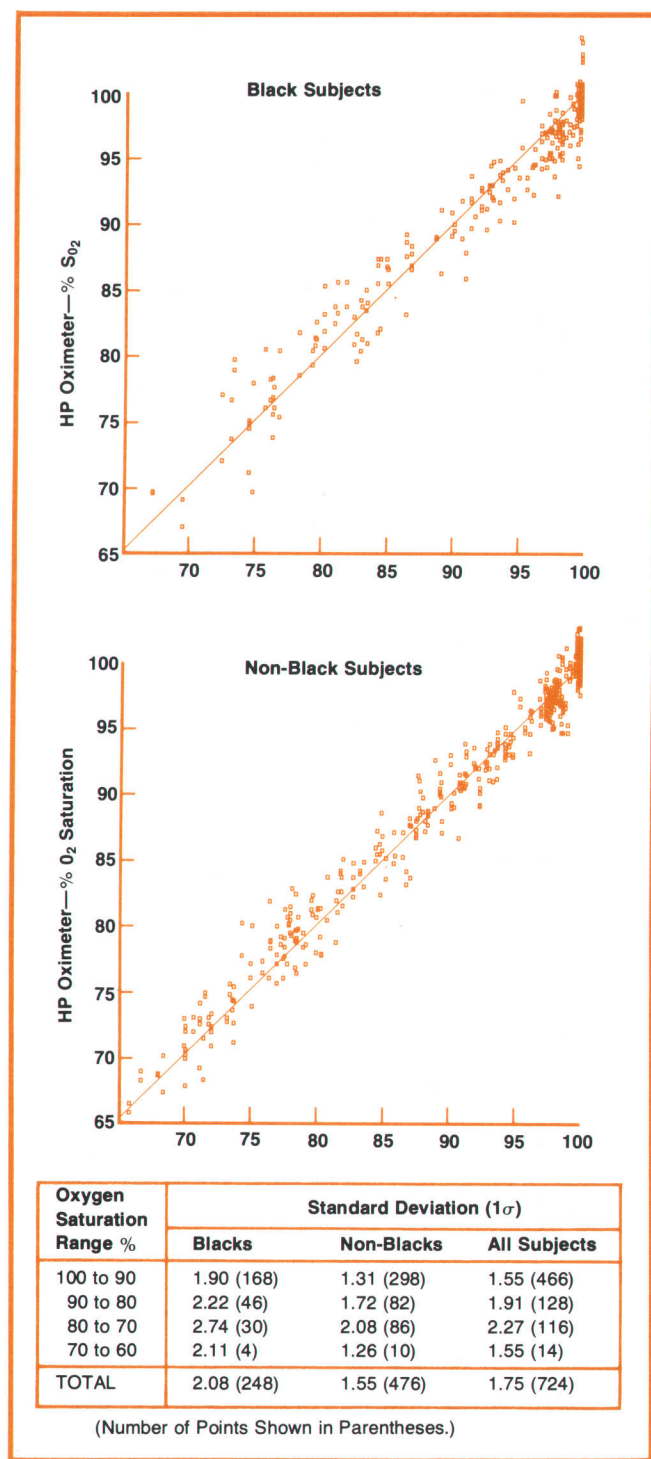 Black Subjects
HP Oximeter—% S02
100
95
90
85
80
75
70
65
70 75 80 85 90 95 100
Non-Black Subjects
HP Oximeter—% 02 Saturation
100
95
90
85
80
75
70
65
70 75 80 85 90 95 100
Oxygen Saturation Range %
Standard Deviation (1σ)
Blacks Non-Blacks All Subjects
100 to 90 1.90 (168) 1.31 (298) 1.55 (466)
90 to 80 2.22 (46) 1.72 (82) 1.91 (128)
80 to 70 2.74 (30) 2.08 (86) 2.27 (116)
70 to 60 2.11 (4) 1.26 (10) 1.55 (14)
TOTAL 2.08 (248) 1.55 (476) 1.75 (724)
(Number of Points Shown in Parentheses.)